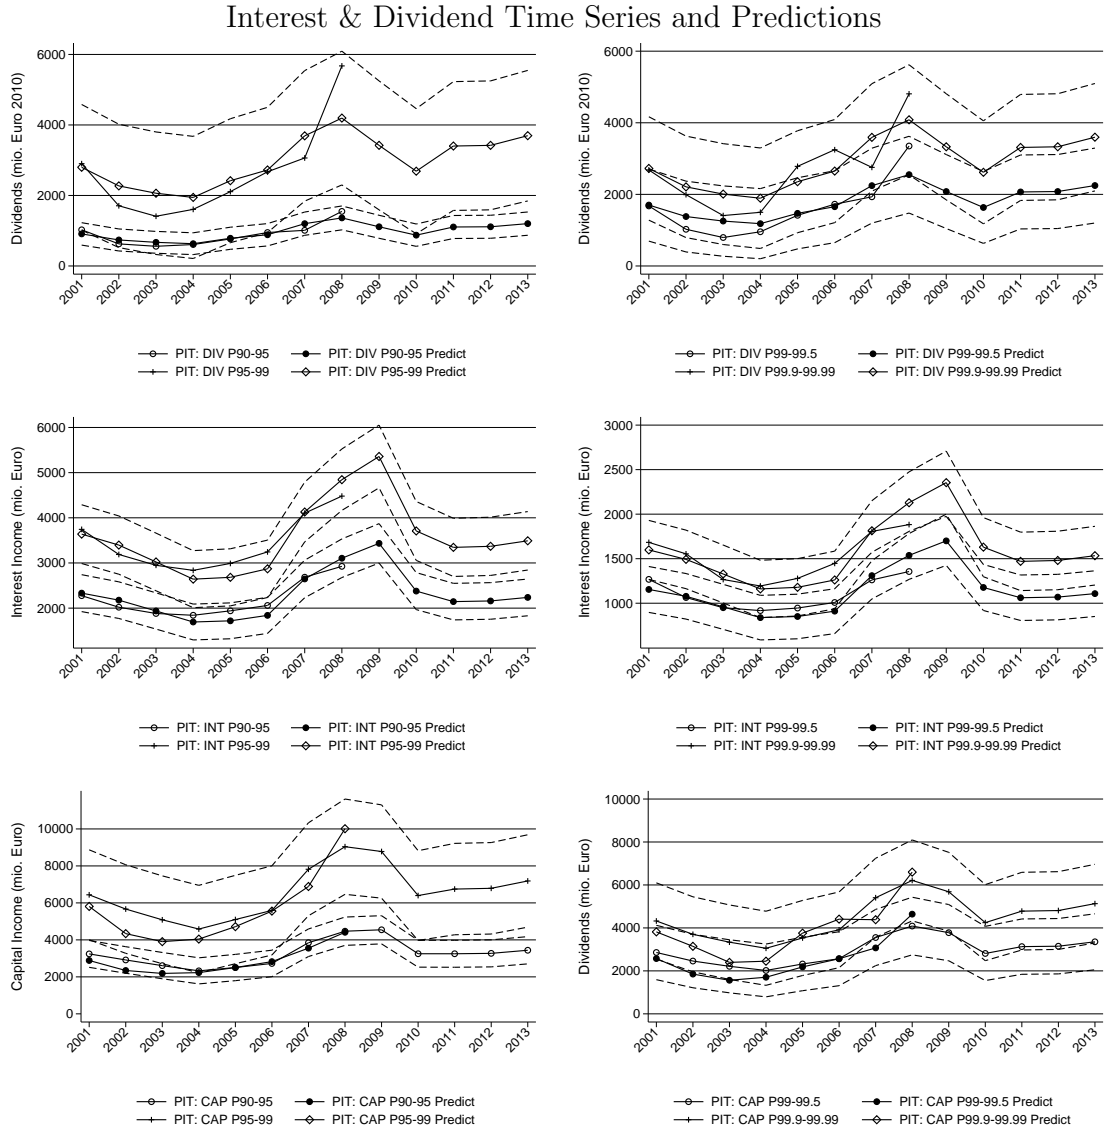 Interest & Dividend Time Series and Predictions
Dividends (mio. Euro 2010)
6000
4000
2000
0
2001 2002 2003 2004 2005 2006 2007 2008 2009 2010 2011 2012 2013
PIT: DIV P90-95 PIT: DIV P90-95 Predict
PIT: DIV P95-99 PIT: DIV P95-99 Predict
Dividends (mio. Euro 2010)
6000
4000
2000
0
2001 2002 2003 2004 2005 2006 2007 2008 2009 2010 2011 2012 2013
PIT: DIV P99-99.5 PIT: DIV P99-99.5 Predict
PIT: DIV P99.9-99.99 PIT: DIV P99.9-99.99 Predict
Interest Income (mio. Euro)
6000
5000
4000
3000
2000
2001 2002 2003 2004 2005 2006 2007 2008 2009 2010 2011 2012 2013
PIT: INT P90-95 PIT: INT P90-95 Predict
PIT: INT P95-99 PIT: INT P95-99 Predict
Interest Income (mio. Euro)
3000
2500
2000
1500
1000
2001 2002 2003 2004 2005 2006 2007 2008 2009 2010 2011 2012 2013
PIT: INT P99-99.5 PIT: INT P99-99.5 Predict
PIT: INT P99.9-99.99 PIT: INT P99.9-99.99 Predict
Capital Income (mio. Euro)
10000
8000
6000
4000
2000
0
2001 2002 2003 2004 2005 2006 2007 2008 2009 2010 2011 2012 2013
PIT: CAP P90-95 PIT: CAP P90-95 Predict
PIT: CAP P95-99 PIT: CAP P95-99 Predict
Dividends (mio. Euro)
10000
8000
6000
4000
2000
0
2001 2002 2003 2004 2005 2006 2007 2008 2009 2010 2011 2012 2013
PIT: CAP P99-99.5 PIT: CAP P99-99.5 Predict
PIT: CAP P99.9-99.99 PIT: CAP P99.9-99.99 Predict